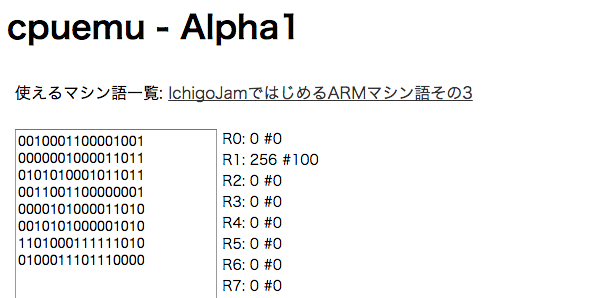 cpuemu - Alpha1
使えるマシン語一覧: IchigoJamではじめるARMマシン語その3
0010001100001001
0000001000011011
0101010001011011
0011001100000001
0000101000011010
0010101000001010
1101000111111010
0100011101110000
R0: 0 #0
R1: 256 #100
R2: 0 #0
R3: 0 #0
R4: 0 #0
R5: 0 #0
R6: 0 #0
R7: 0 #0